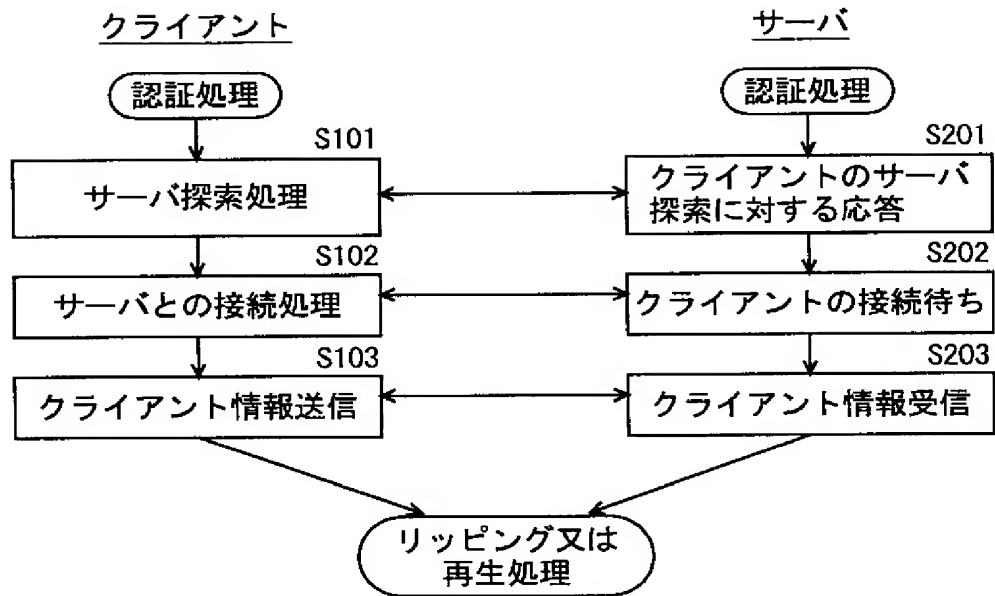 クライアント
サーバ
認証処理
認証処理
S101
S201
サーバ探索処理
クライアントのサーバ
探索に対する応答
S102
S202
サーバとの接続処理
クライアントの接続待ち
S103
S203
クライアント情報送信
クライアント情報受信
リッピング又は
再生処理